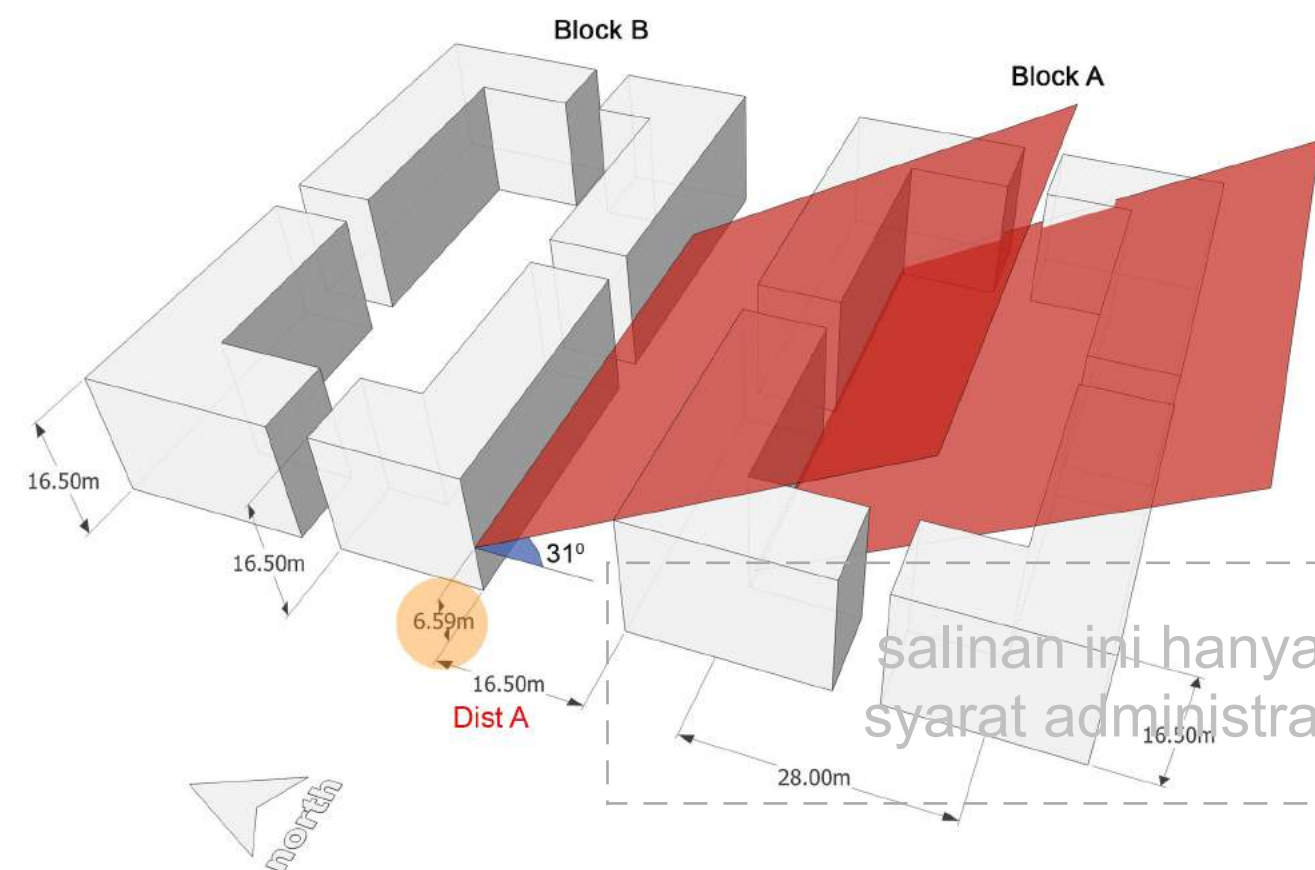 Block B
Block A
16.50m
16.50m
31⁰
6.59m
16.50m
Dist A
salinan ini hanya
syarat administra
16.50m
28.00m
north